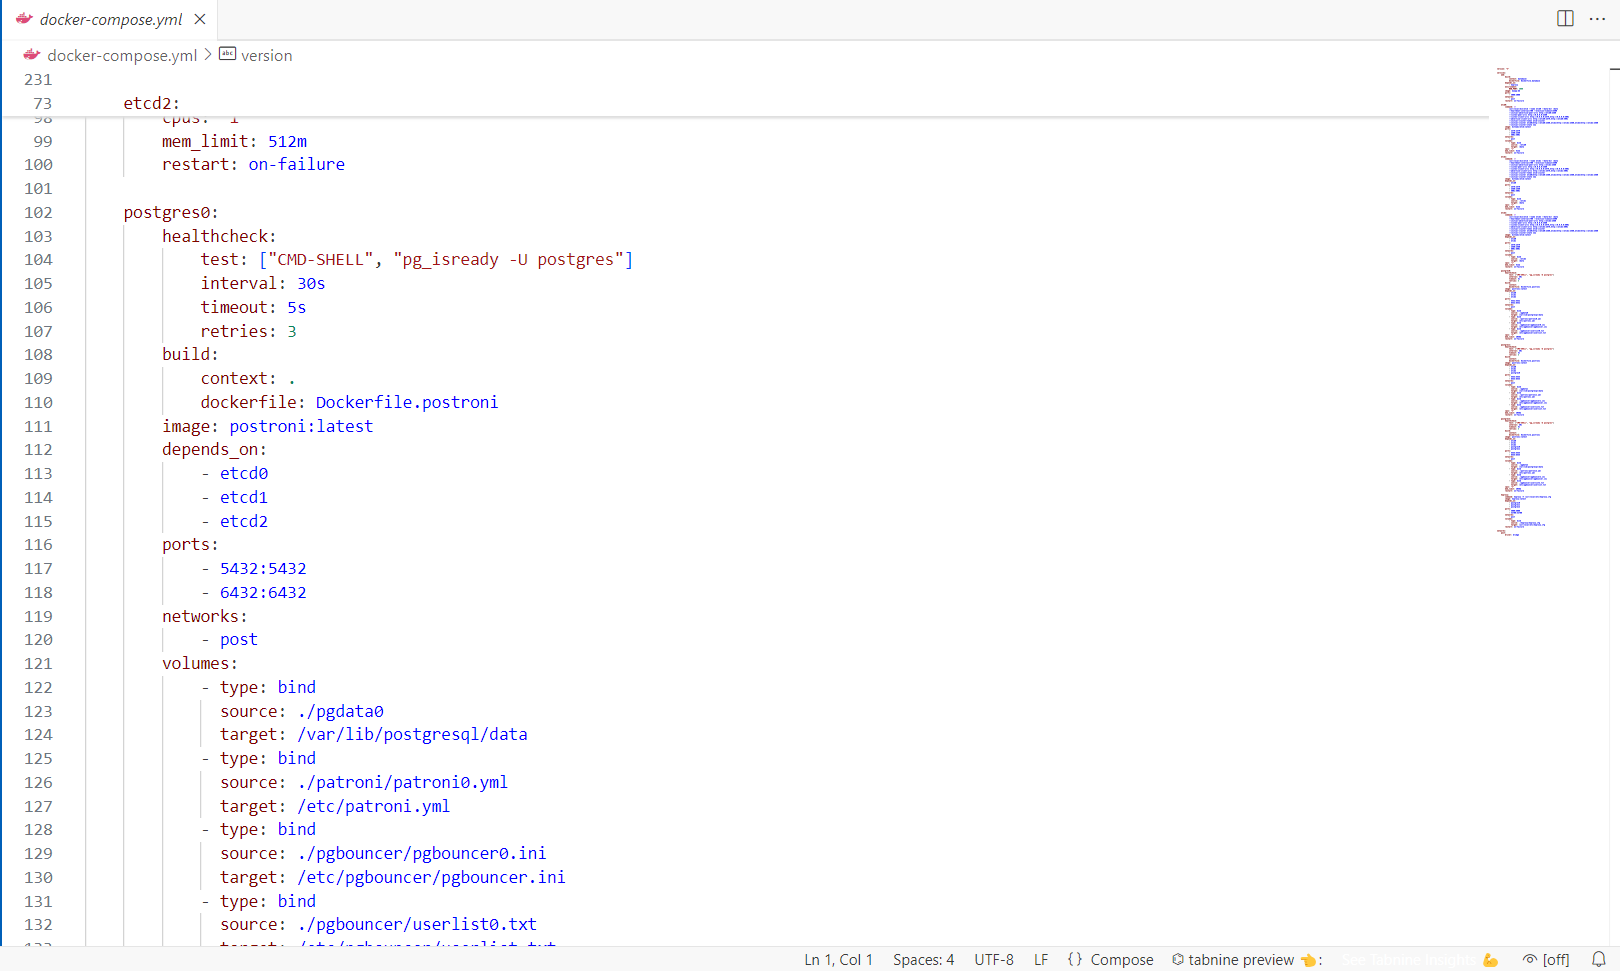 docker-compose.yml
docker-compose.yml > abc version
231
73 etcd2:
98 cpus: "1"
99 mem_limit: 512m
100 restart: on-failure
101
102 postgres0:
103 healthcheck:
104 test: ["CMD-SHELL", "pg_isready -U postgres"]
105 interval: 30s
106 timeout: 5s
107 retries: 3
108 build:
109 context: .
110 dockerfile: Dockerfile.postroni
111 image: postroni:latest
112 depends_on:
113 - etcd0
114 - etcd1
115 - etcd2
116 ports:
117 - 5432:5432
118 - 6432:6432
119 networks:
120 - post
121 volumes:
122 - type: bind
123 source: ./pgdata0
124 target: /var/lib/postgresql/data
125 - type: bind
126 source: ./patroni/patroni0.yml
127 target: /etc/patroni.yml
128 - type: bind
129 source: ./pgbouncer/pgbouncer0.ini
130 target: /etc/pgbouncer/pgbouncer.ini
131 - type: bind
132 source: ./pgbouncer/userlist0.txt
133 target: /etc/pgbouncer/userlist.txt
Ln 1, Col 1 Spaces: 4 UTF-8 LF {} Compose tabnine preview 👈: See Tabnine Insights 💪 [off]